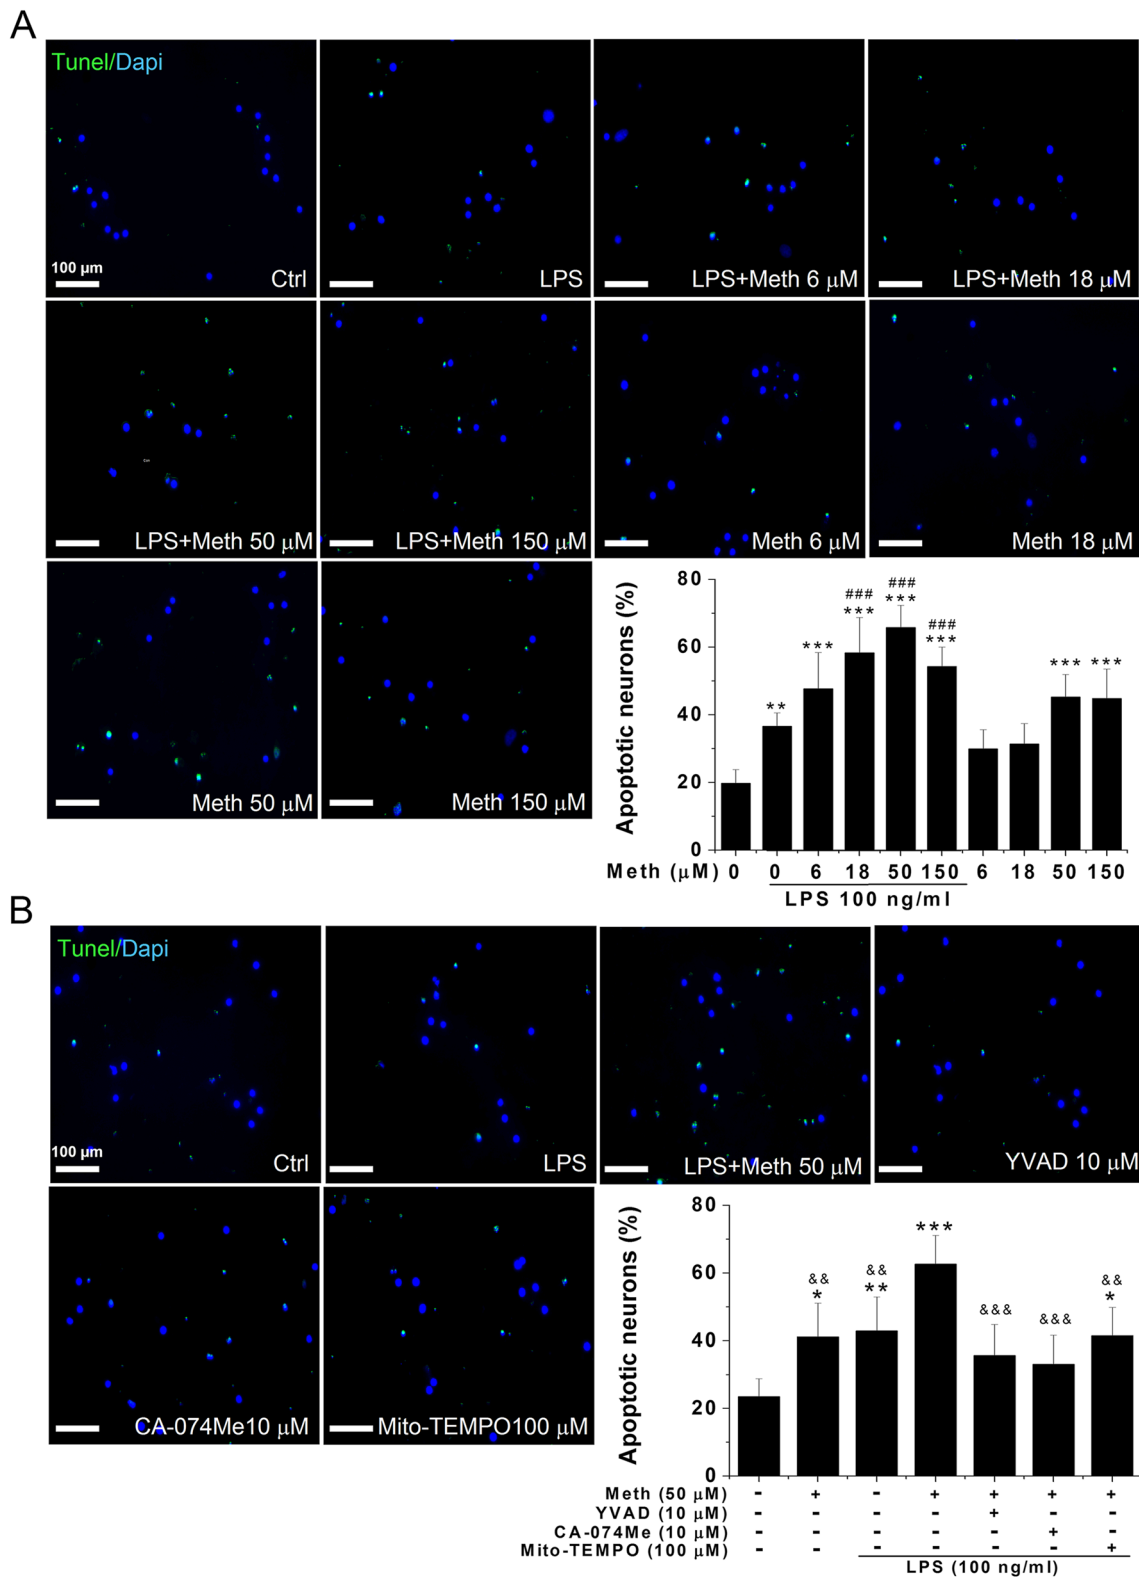 A
Tunel/Dapi
100 µm
Ctrl
LPS
LPS+Meth 6 µM
LPS+Meth 18 µM
LPS+Meth 50 µM
LPS+Meth 150 µM
Meth 6 µM
Meth 18 µM
Meth 50 µM
Meth 150 µM
Apoptotic neurons (%)
80
60
40
20
0
** *** ### *** ### *** ### *** *** ***
Meth (µM) 0 0 6 18 50 150 6 18 50 150
LPS 100 ng/ml
B
Tunel/Dapi
100 µm
Ctrl
LPS
LPS+Meth 50 µM
YVAD 10 µM
CA-074Me10 µM
Mito-TEMPO100 µM
Apoptotic neurons (%)
80
60
40
20
0
&& * && ** *** &&& &&& && *
Meth (50 µM) - + - + + + +
YVAD (10 µM) - - - - + - -
CA-074Me (10 µM) - - - - - + -
Mito-TEMPO (100 µM) - - - - - - +
LPS (100 ng/ml)